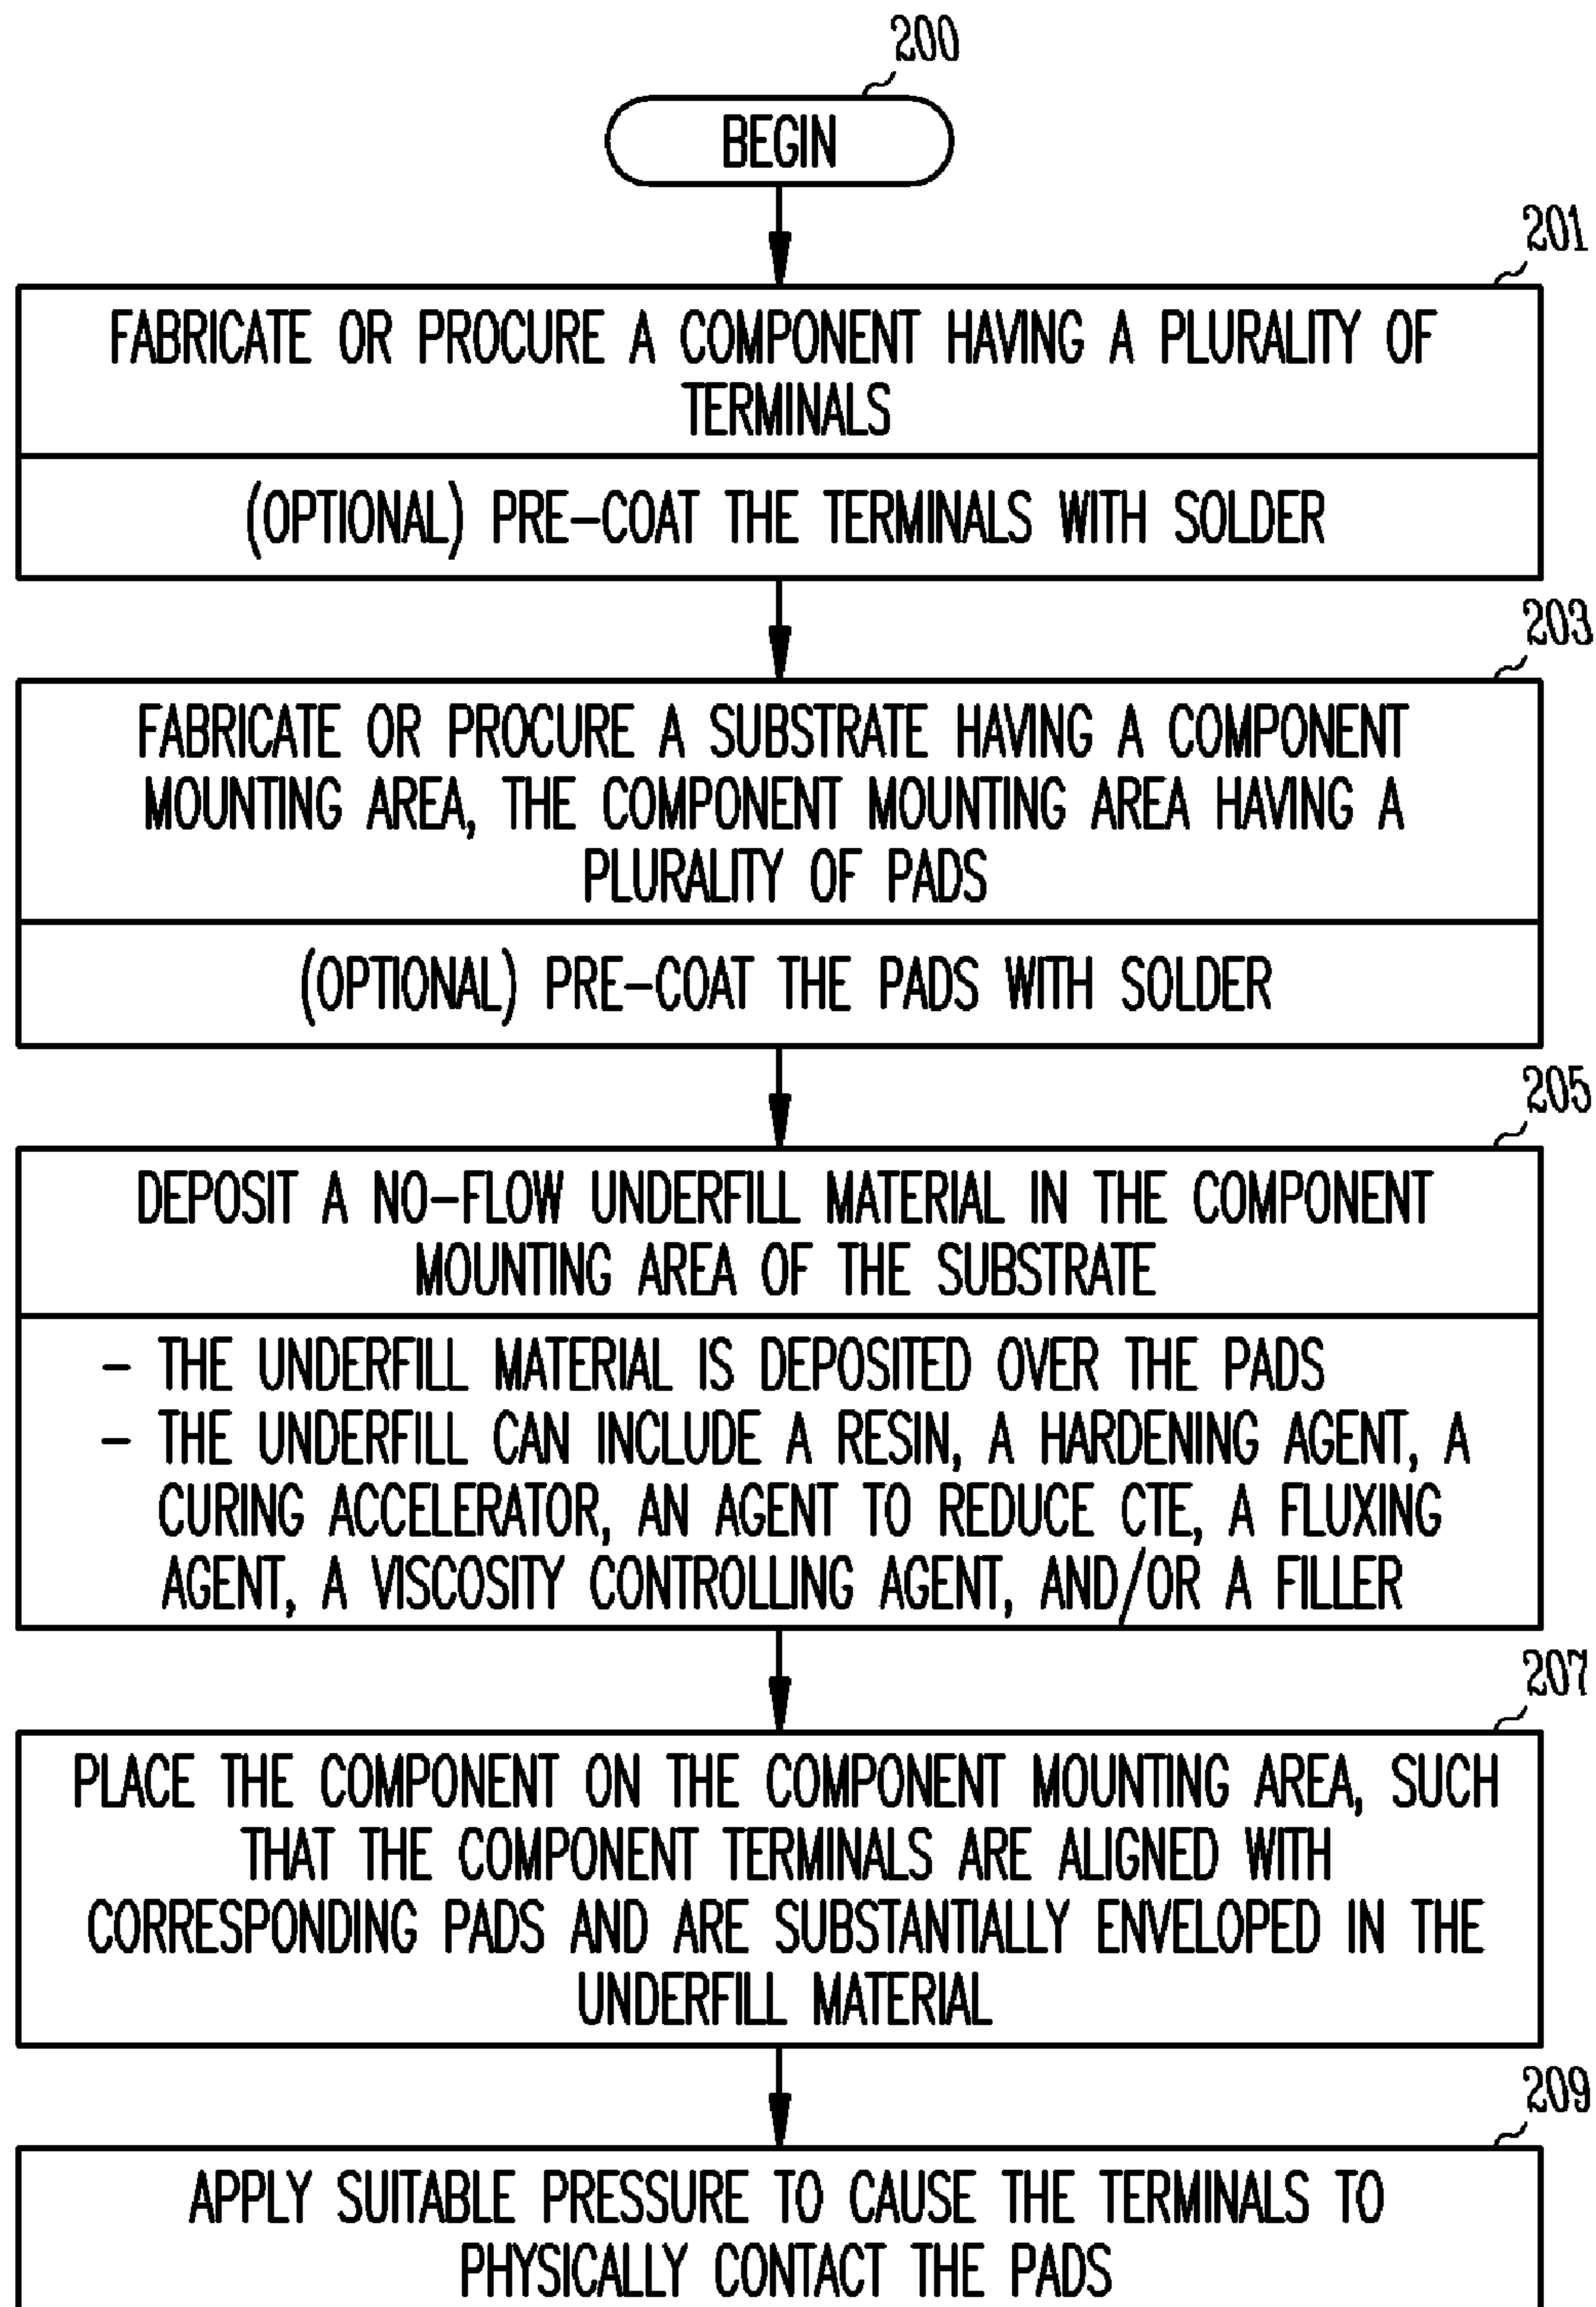 200
BEGIN
201
FABRICATE OR PROCURE A COMPONENT HAVING A PLURALITY OF
TERMINALS
(OPTIONAL) PRE-COAT THE TERMINALS WITH SOLDER
203
FABRICATE OR PROCURE A SUBSTRATE HAVING A COMPONENT
MOUNTING AREA, THE COMPONENT MOUNTING AREA HAVING A
PLURALITY OF PADS
(OPTIONAL) PRE-COAT THE PADS WITH SOLDER
205
DEPOSIT A NO-FLOW UNDERFILL MATERIAL IN THE COMPONENT
MOUNTING AREA OF THE SUBSTRATE
- THE UNDERFILL MATERIAL IS DEPOSITED OVER THE PADS
- THE UNDERFILL CAN INCLUDE A RESIN, A HARDENING AGENT, A
CURING ACCELERATOR, AN AGENT TO REDUCE CTE, A FLUXING
AGENT, A VISCOSITY CONTROLLING AGENT, AND/OR A FILLER
207
PLACE THE COMPONENT ON THE COMPONENT MOUNTING AREA, SUCH
THAT THE COMPONENT TERMINALS ARE ALIGNED WITH
CORRESPONDING PADS AND ARE SUBSTANTIALLY ENVELOPED IN THE
UNDERFILL MATERIAL
209
APPLY SUITABLE PRESSURE TO CAUSE THE TERMINALS TO
PHYSICALLY CONTACT THE PADS